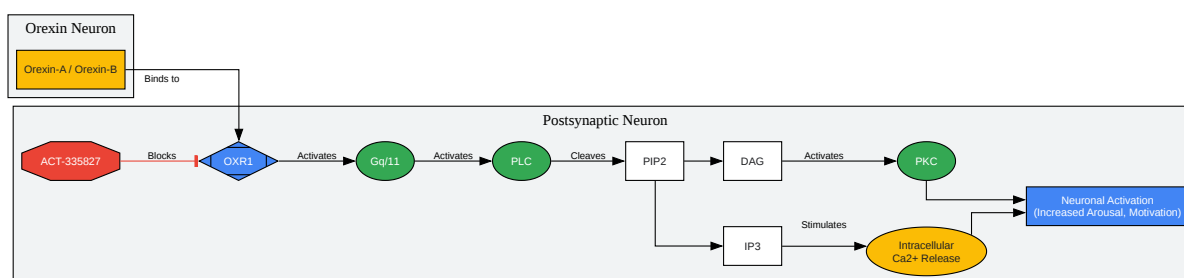 Orexin Neuron
Orexin-A / Orexin-B
Binds to
Postsynaptic Neuron
ACT-335827
Blocks
OXR1
Activates
Gq/11
Activates
PLC
Cleaves
PIP2
DAG
Activates
PKC
Neuronal Activation
(Increased Arousal, Motivation)
IP3
Stimulates
Intracellular
Ca2+ Release